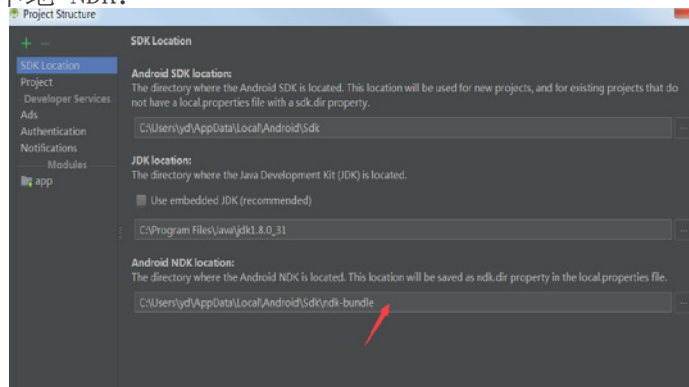 NDK:
Project Structure
SDK Location
SDK Location
Project
Developer Services
Ads
Authentication
Notifications
Modules
app
Android SDK location:
The directory where the Android SDK is located. This location will be used for new projects, and for existing projects that do
not have a local.properties file with a sdk.dir property.
C:\Users\yd\AppData\Local\Android\Sdk
JDK location:
The directory where the Java Development Kit (JDK) is located.
Use embedded JDK (recommended)
C:\Program Files\Java\jdk1.8.0_31
Android NDK location:
The directory where the Android NDK is located. This location will be saved as ndk.dir property in the local.properties file.
C:\Users\yd\AppData\Local\Android\Sdk\ndk-bundle